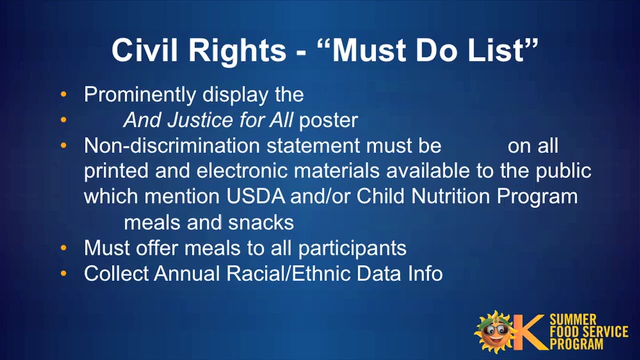 Civil Rights - “Must Do List”
• Prominently display the
• And Justice for All poster
• Non-discrimination statement must be on all
printed and electronic materials available to the public
which mention USDA and/or Child Nutrition Program
meals and snacks
• Must offer meals to all participants
• Collect Annual Racial/Ethnic Data Info
OK SUMMER
FOOD SERVICE
PROGRAM